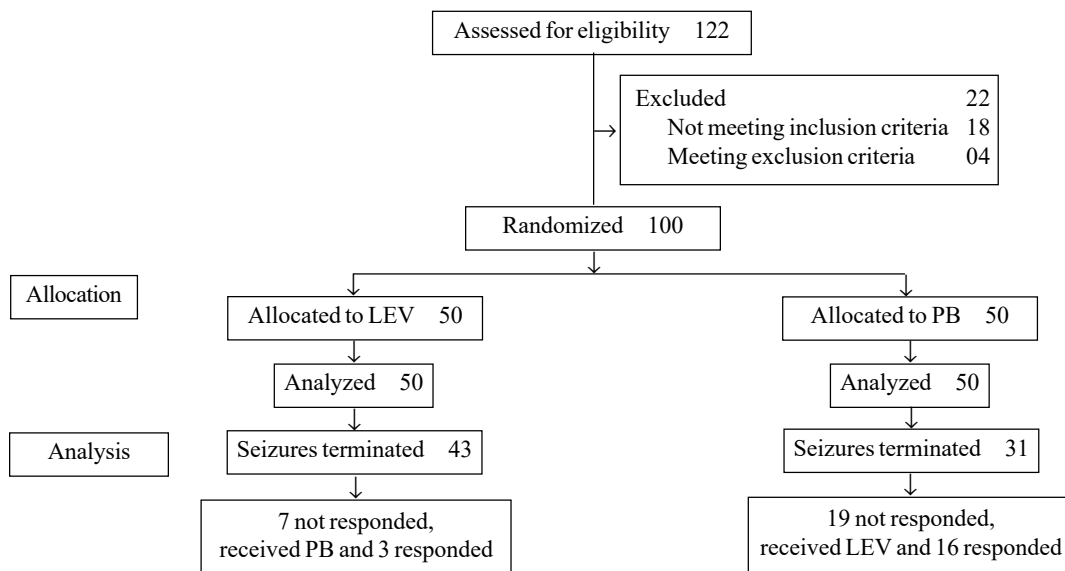 Assessed for eligibility 122
Excluded 22
Not meeting inclusion criteria 18
Meeting exclusion criteria 04
Randomized 100
Allocation
Allocated to LEV 50
Allocated to PB 50
Analyzed 50
Analyzed 50
Analysis
Seizures terminated 43
Seizures terminated 31
7 not responded,
received PB and 3 responded
19 not responded,
received LEV and 16 responded